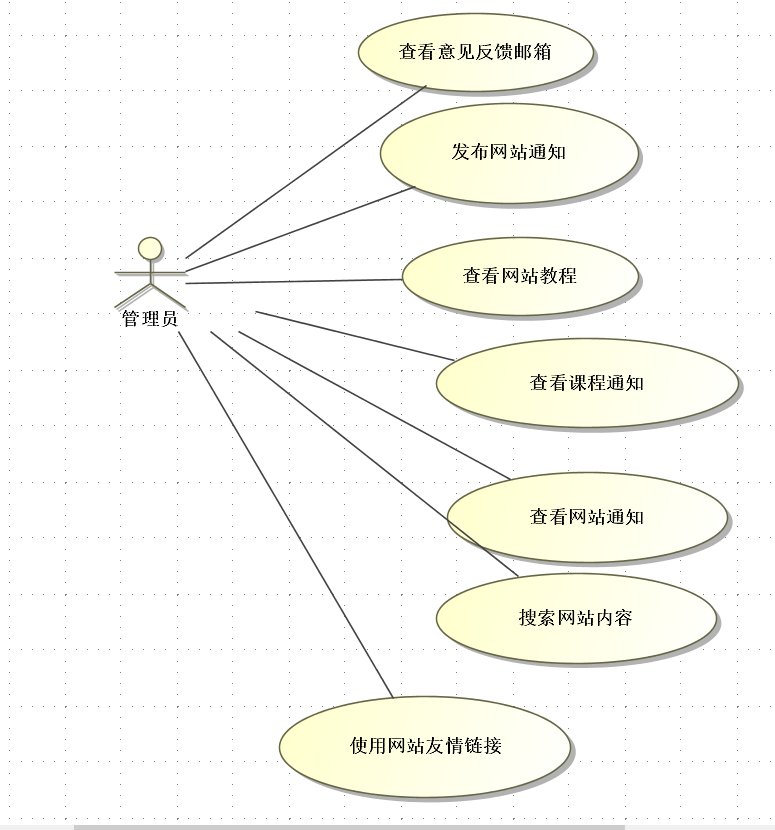 查看意见反馈邮箱
发布网站通知
查看网站教程
管理员
查看课程通知
查看网站通知
搜索网站内容
使用网站友情链接